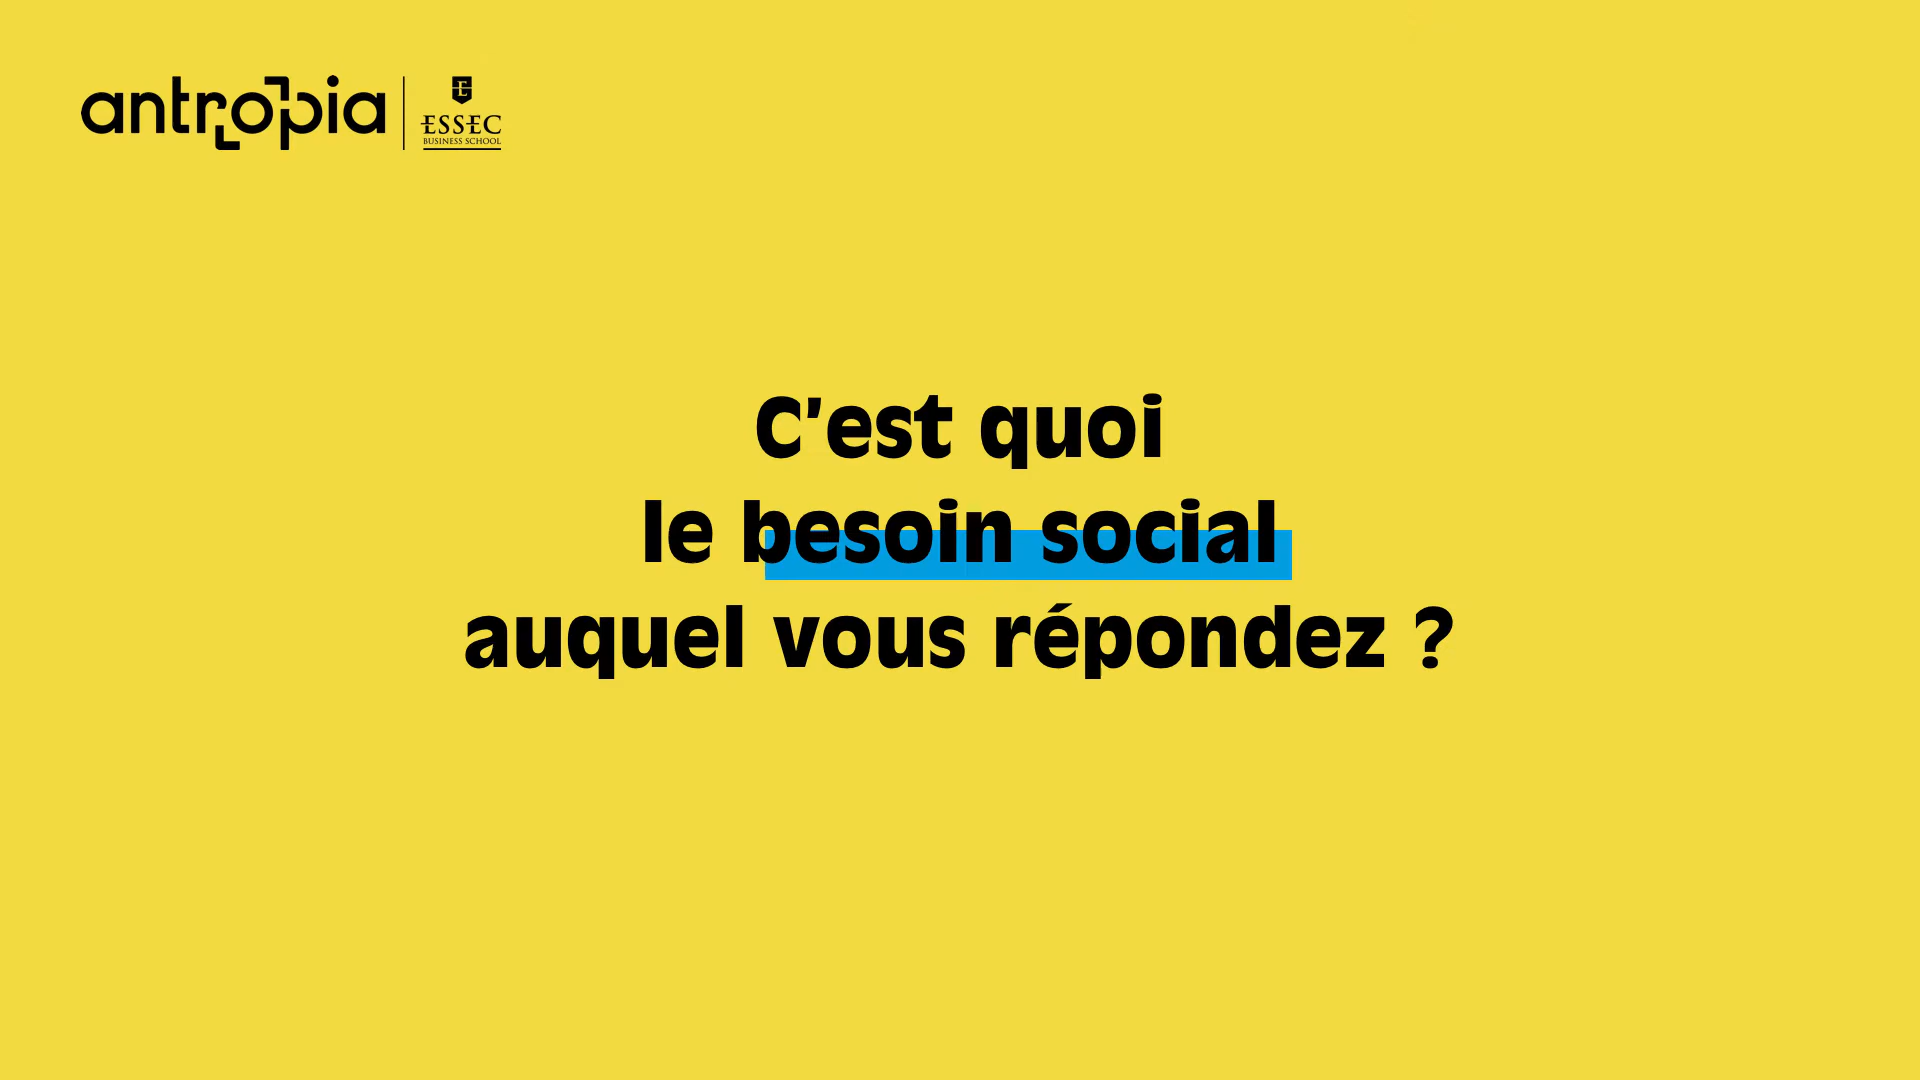 antropia
E
ESSEC
BUSINESS SCHOOL
C'est quoi
le besoin social
auquel vous répondez ?